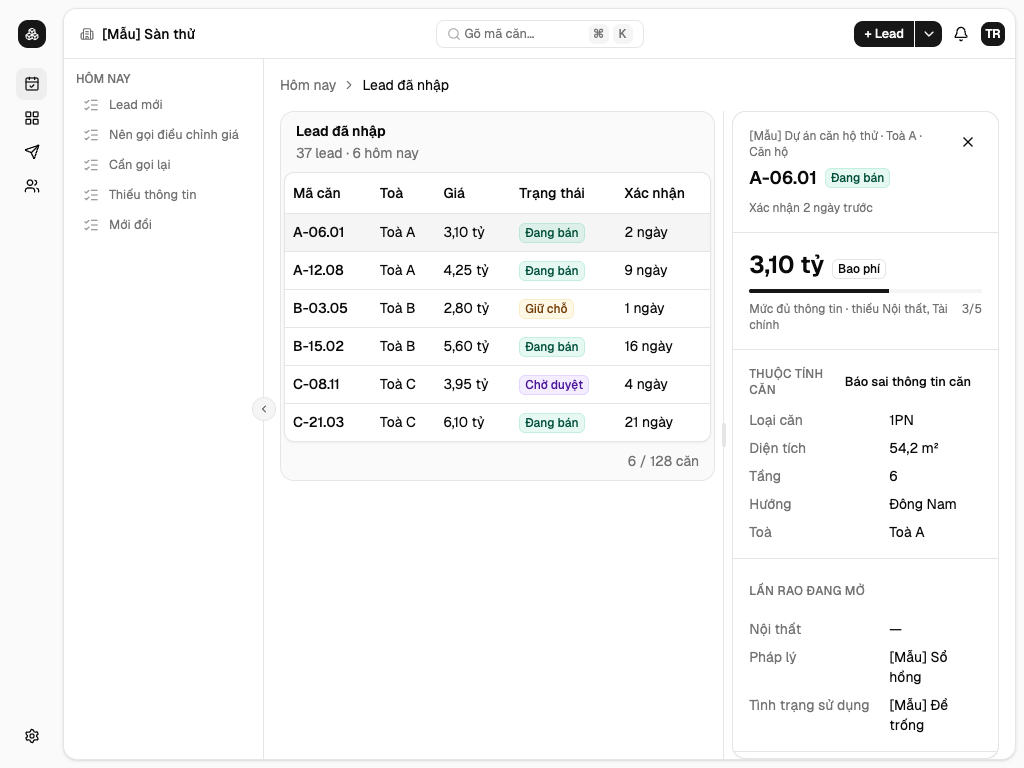 [Mẫu] Sàn thử
Gõ mã căn... ⌘ K
+ Lead
TR
HÔM NAY
Lead mới
Nên gọi điều chỉnh giá
Cần gọi lại
Thiếu thông tin
Mới đổi
Hôm nay > Lead đã nhập
Lead đã nhập
37 lead · 6 hôm nay
Mã căn Toà Giá Trạng thái Xác nhận
A-06.01 Toà A 3,10 tỷ Đang bán 2 ngày
A-12.08 Toà A 4,25 tỷ Đang bán 9 ngày
B-03.05 Toà B 2,80 tỷ Giữ chỗ 1 ngày
B-15.02 Toà B 5,60 tỷ Đang bán 16 ngày
C-08.11 Toà C 3,95 tỷ Chờ duyệt 4 ngày
C-21.03 Toà C 6,10 tỷ Đang bán 21 ngày
6 / 128 căn
[Mẫu] Dự án căn hộ thử · Toà A ·
Căn hộ
A-06.01 Đang bán
Xác nhận 2 ngày trước
3,10 tỷ Bao phí
Mức đủ thông tin · thiếu Nội thất, Tài 3/5
chính
THUỘC TÍNH
CĂN
Báo sai thông tin căn
Loại căn 1PN
Diện tích 54,2 m²
Tầng 6
Hướng Đông Nam
Toà Toà A
LẦN RAO ĐANG MỞ
Nội thất —
Pháp lý [Mẫu] Sổ
hồng
Tình trạng sử dụng [Mẫu] Để
trống